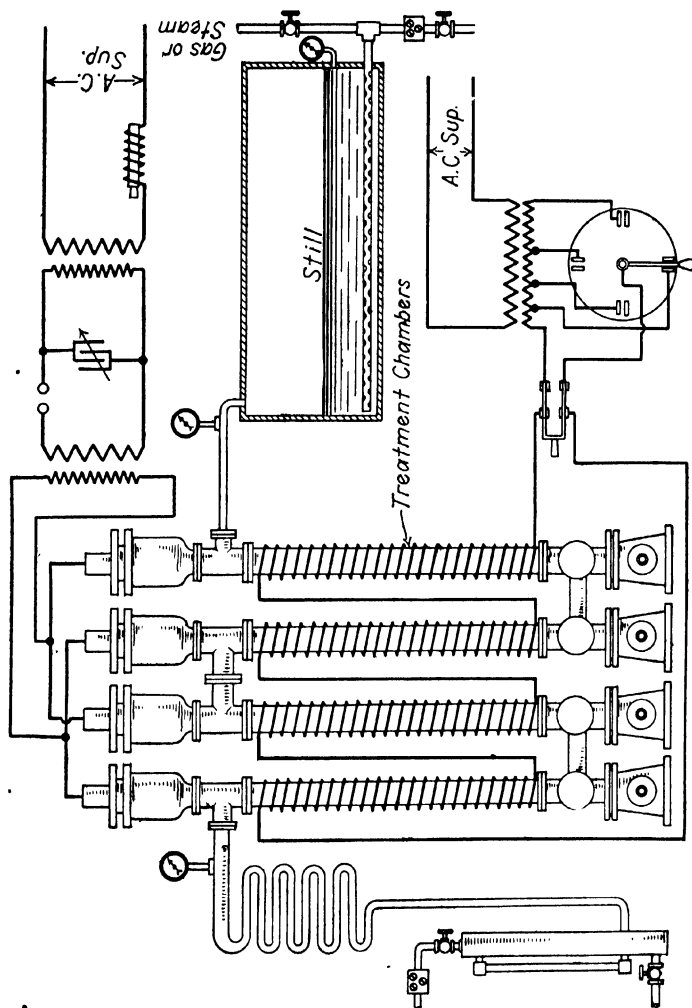 A.C.
Sup.
Gas or
Steam
Still
A.C. Sup.
Treatment Chambers